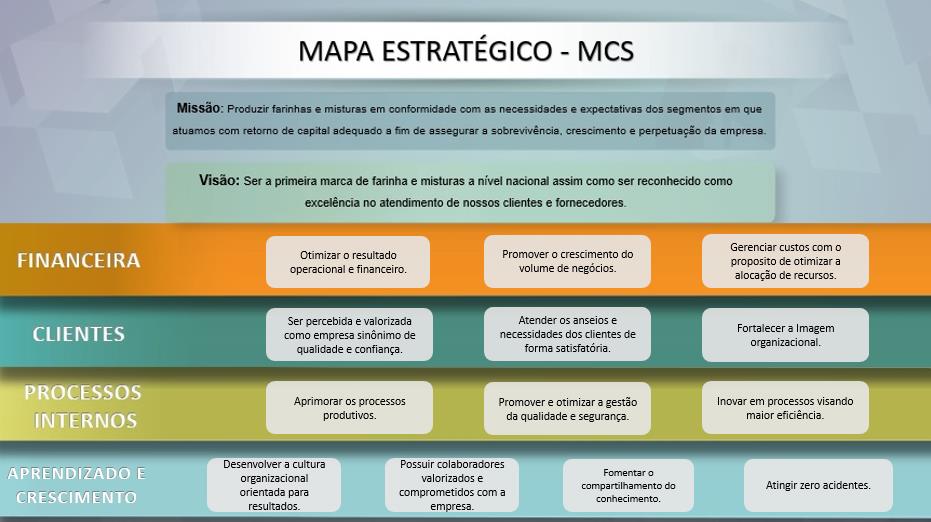 MAPA ESTRATÉGICO - MCS
Missão: Produzir farinhas e misturas em conformidade com as necessidades e expectativas dos segmentos em que
atuamos com retorno de capital adequado a fim de assegurar a sobrevivência, crescimento e perpetuação da empresa.
Visão: Ser a primeira marca de farinha e misturas a nível nacional assim como ser reconhecido como
excelência no atendimento de nossos clientes e fornecedores.
FINANCEIRA
Otimizar o resultado
operacional e financeiro.
Promover o crescimento do
volume de negócios.
Gerenciar custos com o
proposito de otimizar a
alocação de recursos.
CLIENTES
Ser percebida e valorizada
como empresa sinônimo de
qualidade e confiança.
Atender os anseios e
necessidades dos clientes de
forma satisfatória.
Fortalecer a Imagem
organizacional.
PROCESSOS
INTERNOS
Aprimorar os processos
produtivos.
Promover e otimizar a gestão
da qualidade e segurança.
Inovar em processos visando
maior eficiência.
APRENDIZADO E
CRESCIMENTO
Desenvolver a cultura
organizacional
orientada para
resultados.
Possuir colaboradores
valorizados e
comprometidos com a
empresa.
Fomentar o
compartilhamento do
conhecimento.
Atingir zero acidentes.